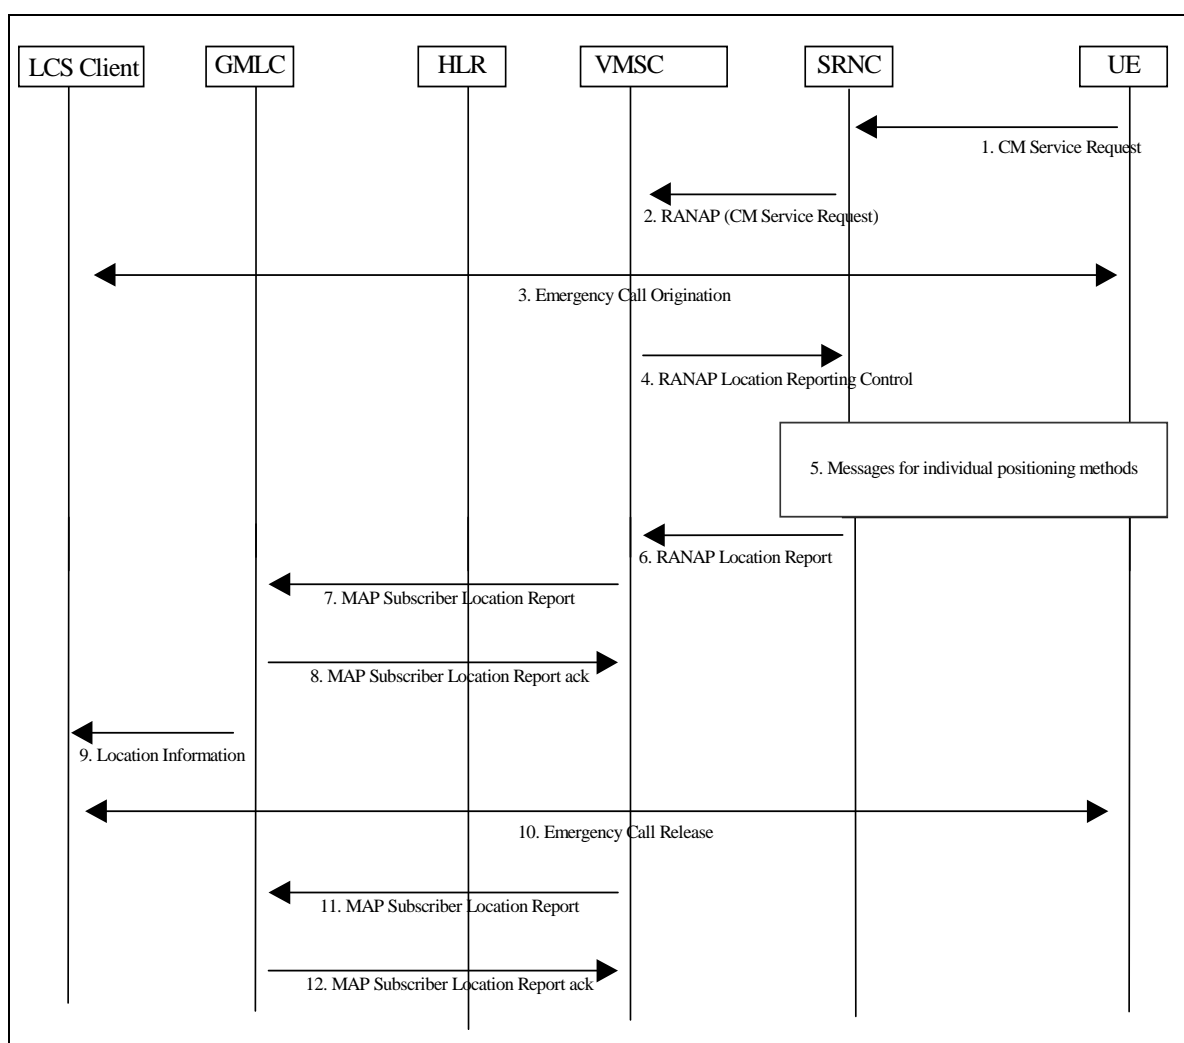 LCS Client
GMLC
HLR
VMSC
SRNC
UE
1. CM Service Request
2. RANAP (CM Service Request)
3. Emergency Call Origination
4. RANAP Location Reporting Control
5. Messages for individual positioning methods
6. RANAP Location Report
7. MAP Subscriber Location Report
8. MAP Subscriber Location Report ack
9. Location Information
10. Emergency Call Release
11. MAP Subscriber Location Report
12. MAP Subscriber Location Report ack